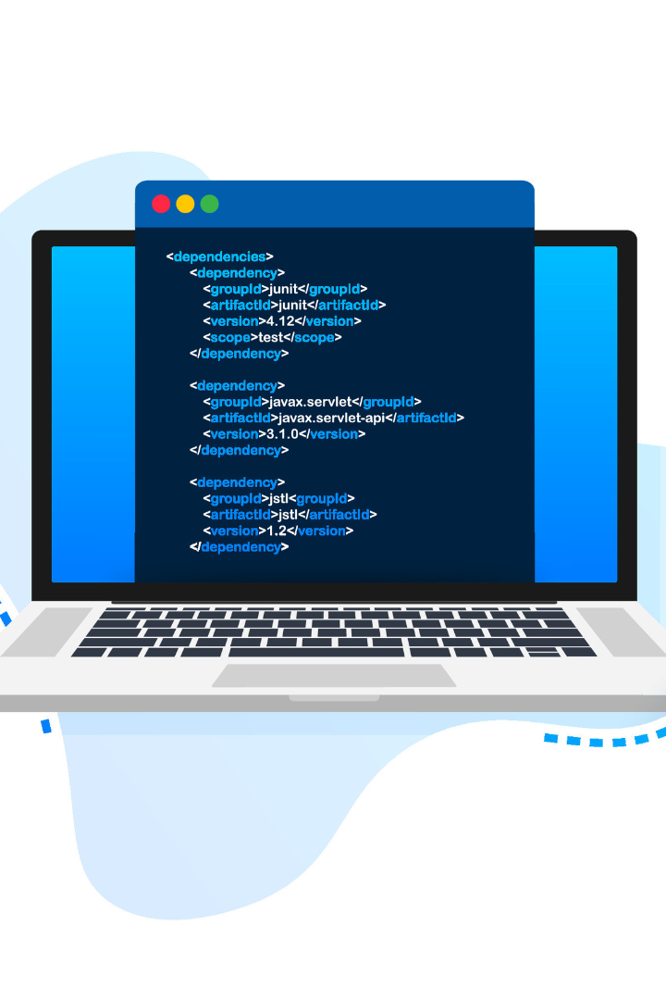 <dependencies>
<dependency>
<groupId>junit</groupId>
<artifactId>junit</artifactId>
<version>4.12</version>
<scope>test</scope>
</dependency>
<dependency>
<groupId>javax.servlet</groupId>
<artifactId>javax.servlet-api</artifactId>
<version>3.1.0</version>
</dependency>
<dependency>
<groupId>jstl<groupId>
<artifactId>jstl</artifactId>
<version>1.2</version>
</dependency>